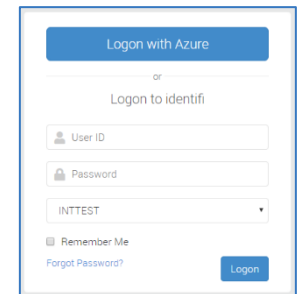 Logon with Azure
or
Logon to identifi
User ID
Password
INTTEST
Remember Me
Forgot Password?
Logon